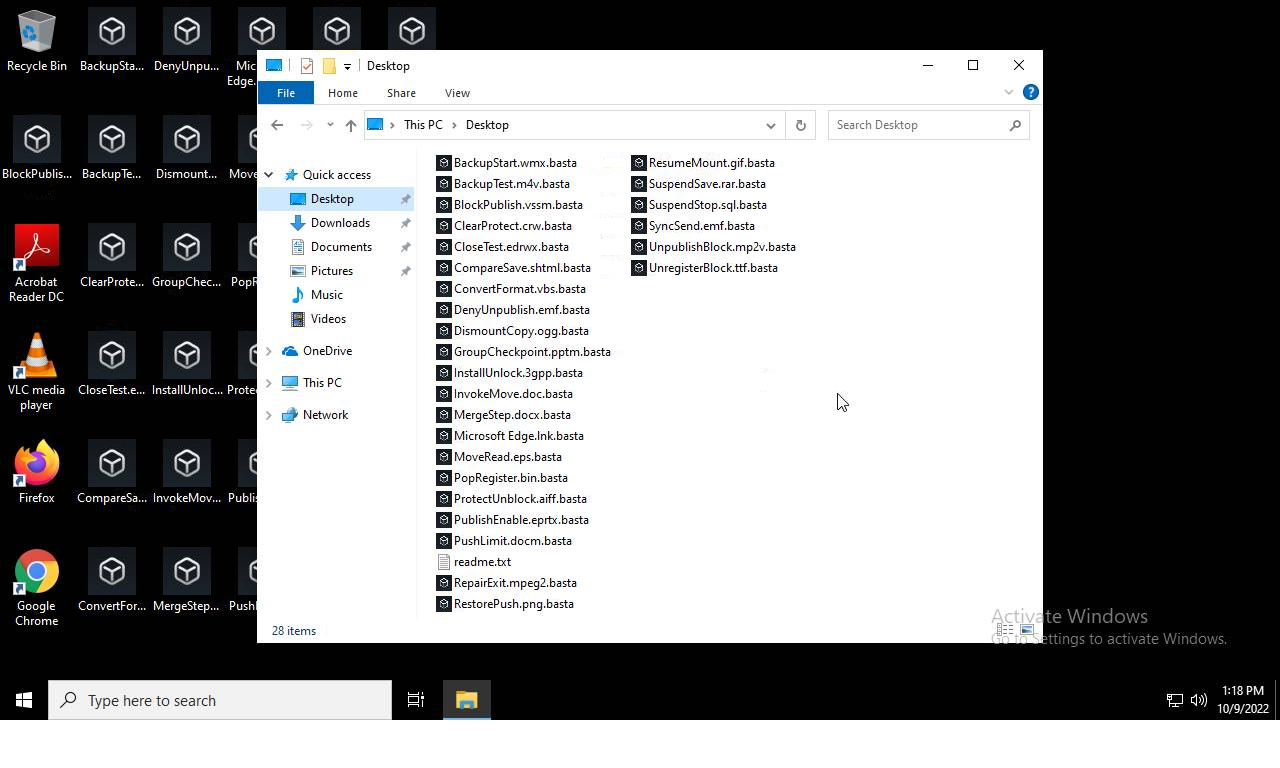 Recycle Bin
BackupSta...
DenyUnpu...
Mic
Edge.
BlockPublis...
BackupTe...
Dismount...
Move
Acrobat
Reader DC
ClearProte...
GroupChec...
PopR
VLC media
player
CloseTest.e...
InstallUnloc...
Prote
Firefox
CompareSa...
InvokeMov...
Publis
Google
Chrome
ConvertFor...
MergeStep...
Push
Desktop
File
Home
Share
View
?
This PC
Desktop
Search Desktop
Quick access
Desktop
Downloads
Documents
Pictures
Music
Videos
OneDrive
This PC
Network
BackupStart.wmx.basta
BackupTest.m4v.basta
BlockPublish.vssm.basta
ClearProtect.crw.basta
CloseTest.edrwx.basta
CompareSave.shtml.basta
ConvertFormat.vbs.basta
DenyUnpublish.emf.basta
DismountCopy.ogg.basta
GroupCheckpoint.pptm.basta
InstallUnlock.3gpp.basta
InvokeMove.doc.basta
MergeStep.docx.basta
Microsoft Edge.lnk.basta
MoveRead.eps.basta
PopRegister.bin.basta
ProtectUnblock.aiff.basta
PublishEnable.eprtx.basta
PushLimit.docm.basta
readme.txt
RepairExit.mpeg2.basta
RestorePush.png.basta
ResumeMount.gif.basta
SuspendSave.rar.basta
SuspendStop.sql.basta
SyncSend.emf.basta
UnpublishBlock.mp2v.basta
UnregisterBlock.ttf.basta
28 items
Activate Windows
Go to Settings to activate Windows.
Type here to search
1:18 PM
10/9/2022